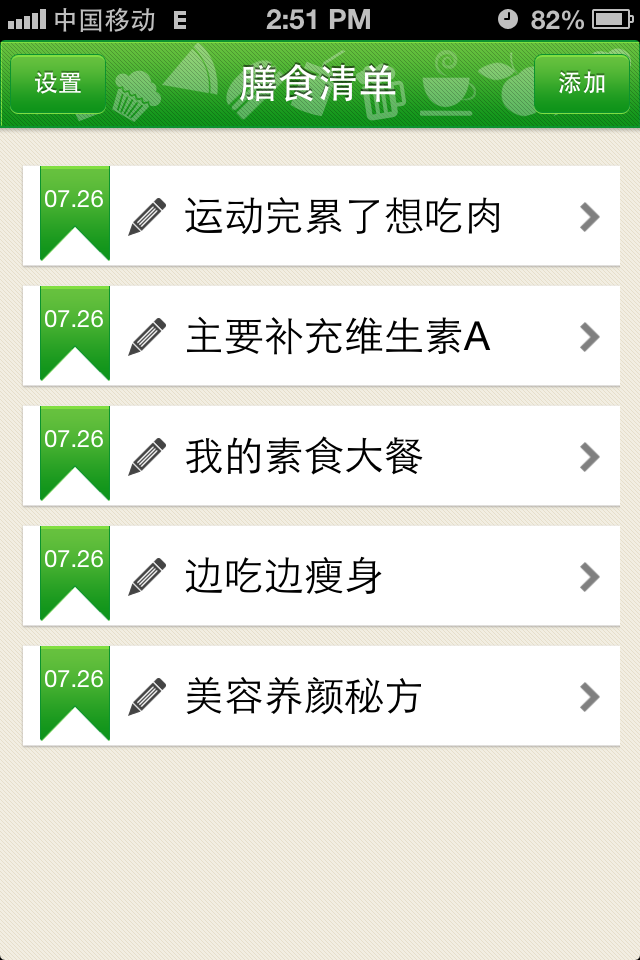 中国移动 E 2:51 PM 82%
设置 膳食清单 添加
07.26 运动完累了想吃肉
07.26 主要补充维生素A
07.26 我的素食大餐
07.26 边吃边瘦身
07.26 美容养颜秘方